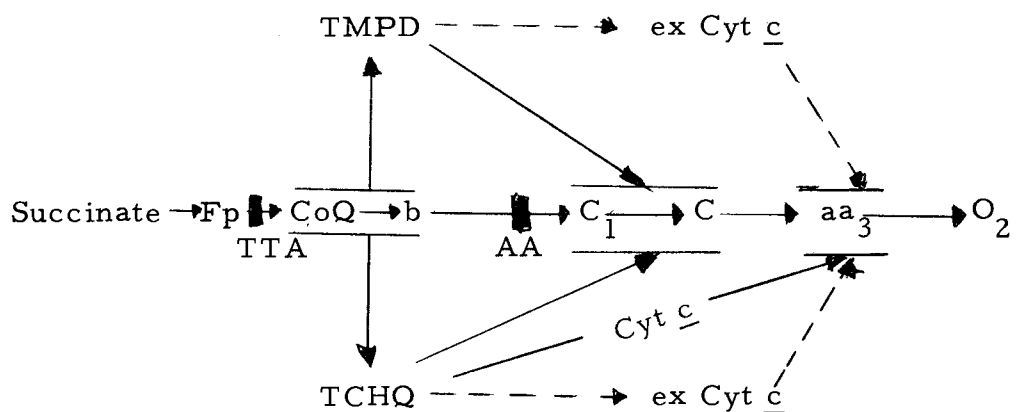 TMPD → ex Cyt c
Succinate → Fp → CoQ → b → C₁ → C → aa₃ → O₂
TTA AA
Cyt c
TCHQ → ex Cyt c